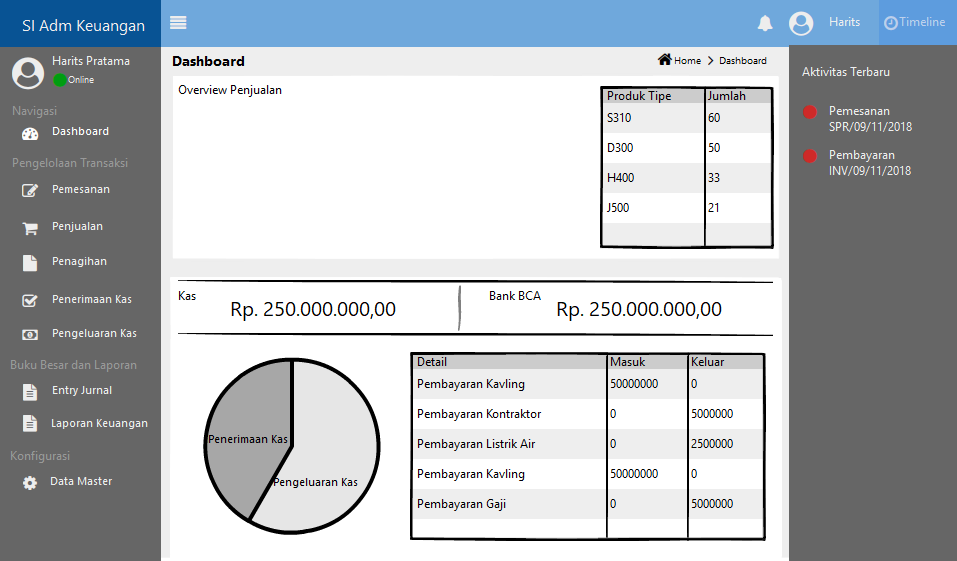 SI Adm Keuangan
Harits
Timeline
Harits Pratama
Online
Navigasi
Dashboard
Pengelolaan Transaksi
Pemesanan
Penjualan
Penagihan
Penerimaan Kas
Pengeluran Kas
Buku Besar dan Laporan
Entry Jurnal
Laporan Keuangan
Konfigurasi
Data Master
Dashboard
Home > Dashboard
Overview Penjualan
Produk Tipe Jumlah
S310 60
D300 50
H400 33
J500 21
Kas
Rp. 250.000.000,00
Bank BCA
Rp. 250.000.000,00
Penerimaan Kas
Pengeluaran Kas
Detail Masuk Keluar
Pembayaran Kavling 50000000 0
Pembayaran Kontraktor 0 5000000
Pembayaran Listrik Air 0 2500000
Pembayaran Kavling 50000000 0
Pembayaran Gaji 0 5000000
Aktivitas Terbaru
Pemesanan
SPR/09/11/2018
Pembayaran
INV/09/11/2018